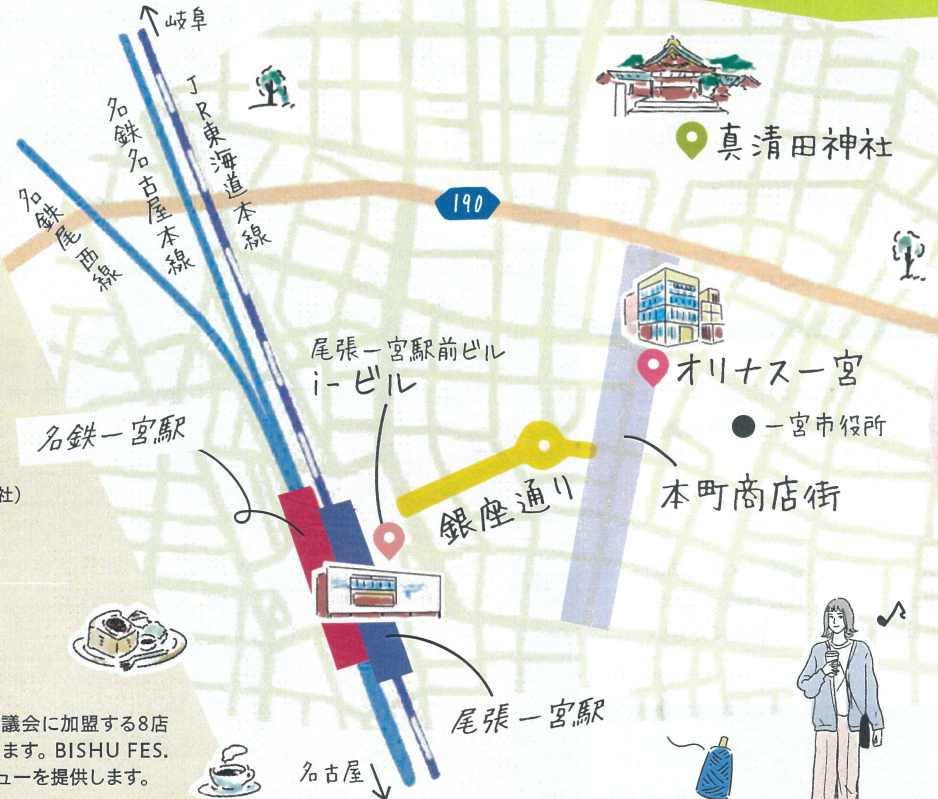 岐阜
JR東海道本線
名鉄名古屋本線
名鉄尾西線
190
真清田神社
尾張一宮駅前ビル
i-ビル
オリナス一宮
一宮市役所
名鉄一宮駅
銀座通り
本町商店街
社）
尾張一宮駅
名古屋
議会に加盟する8店
ます。BISHU FES.
ューを提供します。